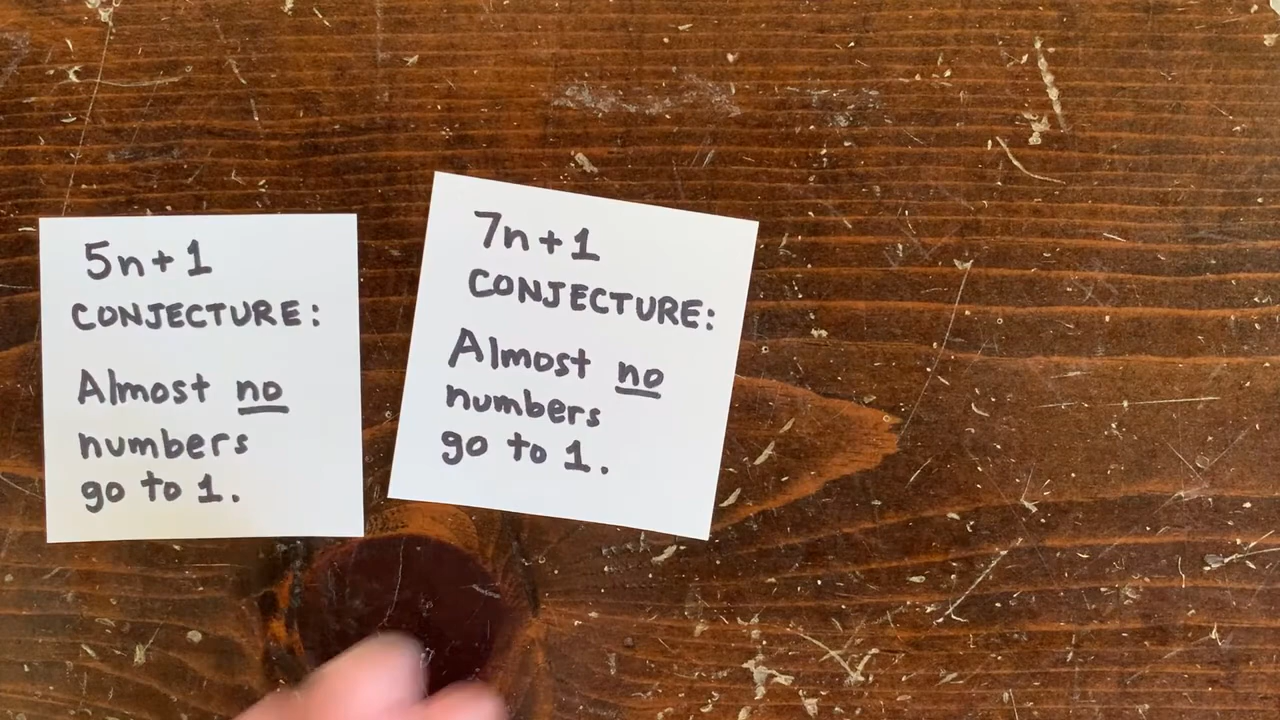 5n+1
CONJECTURE:
Almost no
numbers
go to 1.
7n+1
CONJECTURE:
Almost no
numbers
go to 1.